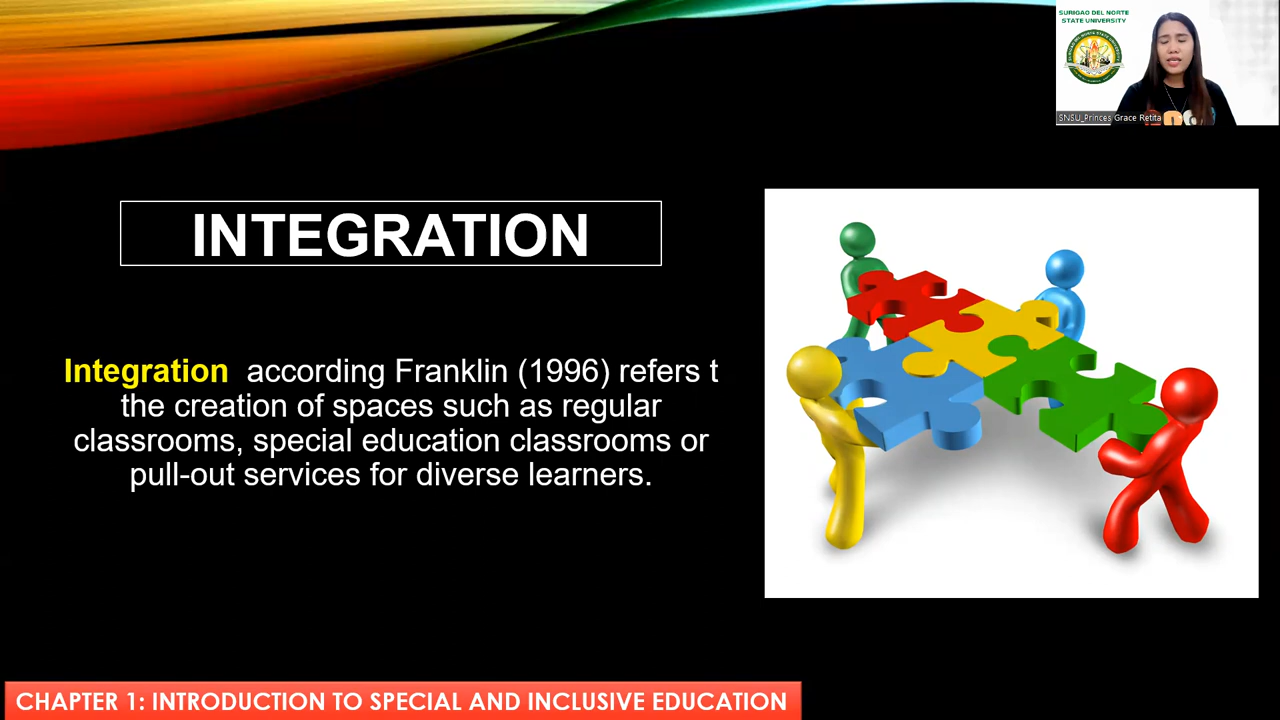 SURIGAO DEL NORTE
STATE UNIVERSITY
SNSU_Princes Grace Retita
INTEGRATION
Integration according Franklin (1996) refers t
the creation of spaces such as regular
classrooms, special education classrooms or
pull-out services for diverse learners.
CHAPTER 1: INTRODUCTION TO SPECIAL AND INCLUSIVE EDUCATION